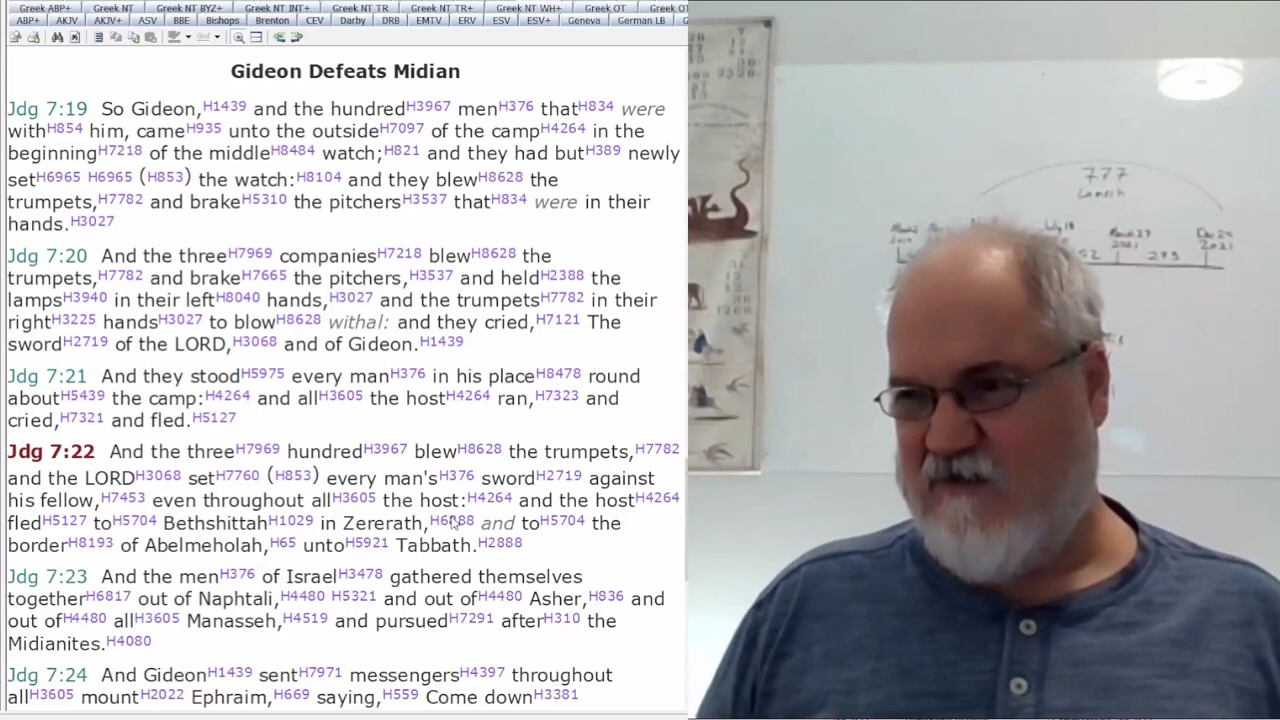 Greek ABP+ Greek NT Greek NT BYZ+ Greek NT INT+ Greek NT TR Greek NT TR+ Greek NT WH+ Greek OT
ABP+ AKJV AKJV+ ASV BBE Bishops Brenton CEV Darby DRB EMTV ERV ESV ESV+ Geneva German LB
Gideon Defeats Midian
Jdg 7:19 So Gideon,H1439 and the hundredH3967 menH376 thatH834 were
withH854 him, cameH935 unto the outsideH7097 of the campH4264 in the
beginningH7218 of the middleH8484 watch;H821 and they had butH389 newly
setH6965 H6965 (H853) the watch:H8104 and they blewH8628 the
trumpets,H7782 and brakeH5310 the pitchersH3537 thatH834 were in their
hands.H3027
Jdg 7:20 And the threeH7969 companiesH7218 blewH8628 the
trumpets,H7782 and brakeH7665 the pitchers,H3537 and heldH2388 the
lampsH3940 in their leftH8040 hands,H3027 and the trumpetsH7782 in their
rightH3225 handsH3027 to blowH8628 withal: and they cried,H7121 The
swordH2719 of the LORD,H3068 and of Gideon.H1439
Jdg 7:21 And they stoodH5975 every manH376 in his placeH8478 round
aboutH5439 the camp:H4264 and allH3605 the hostH4264 ran,H7323 and
cried,H7321 and fled.H5127
Jdg 7:22 And the threeH7969 hundredH3967 blewH8628 the trumpets,H7782
and the LORDH3068 setH7760 (H853) every man'sH376 swordH2719 against
his fellow,H7453 even throughout allH3605 the host:H4264 and the hostH4264
fledH5127 toH5704 BethshittahH1029 in Zererath, and toH5704 the
borderH8193 of Abelmeholah,H65 untoH5921 Tabbath.H2888
Jdg 7:23 And the menH376 of IsraelH3478 gathered themselves
togetherH6817 out of Naphtali,H4480 H5321 and out ofH4480 Asher,H836 and
out ofH4480 allH3605 Manasseh,H4519 and pursuedH7291 afterH310 the
Midianites.H4080
Jdg 7:24 And GideonH1439 sentH7971 messengersH4397 throughout
allH3605 mountH2022 Ephraim,H669 saying,H559 Come downH3381
777
Lamech
March 27 Dec 29
2021 2021